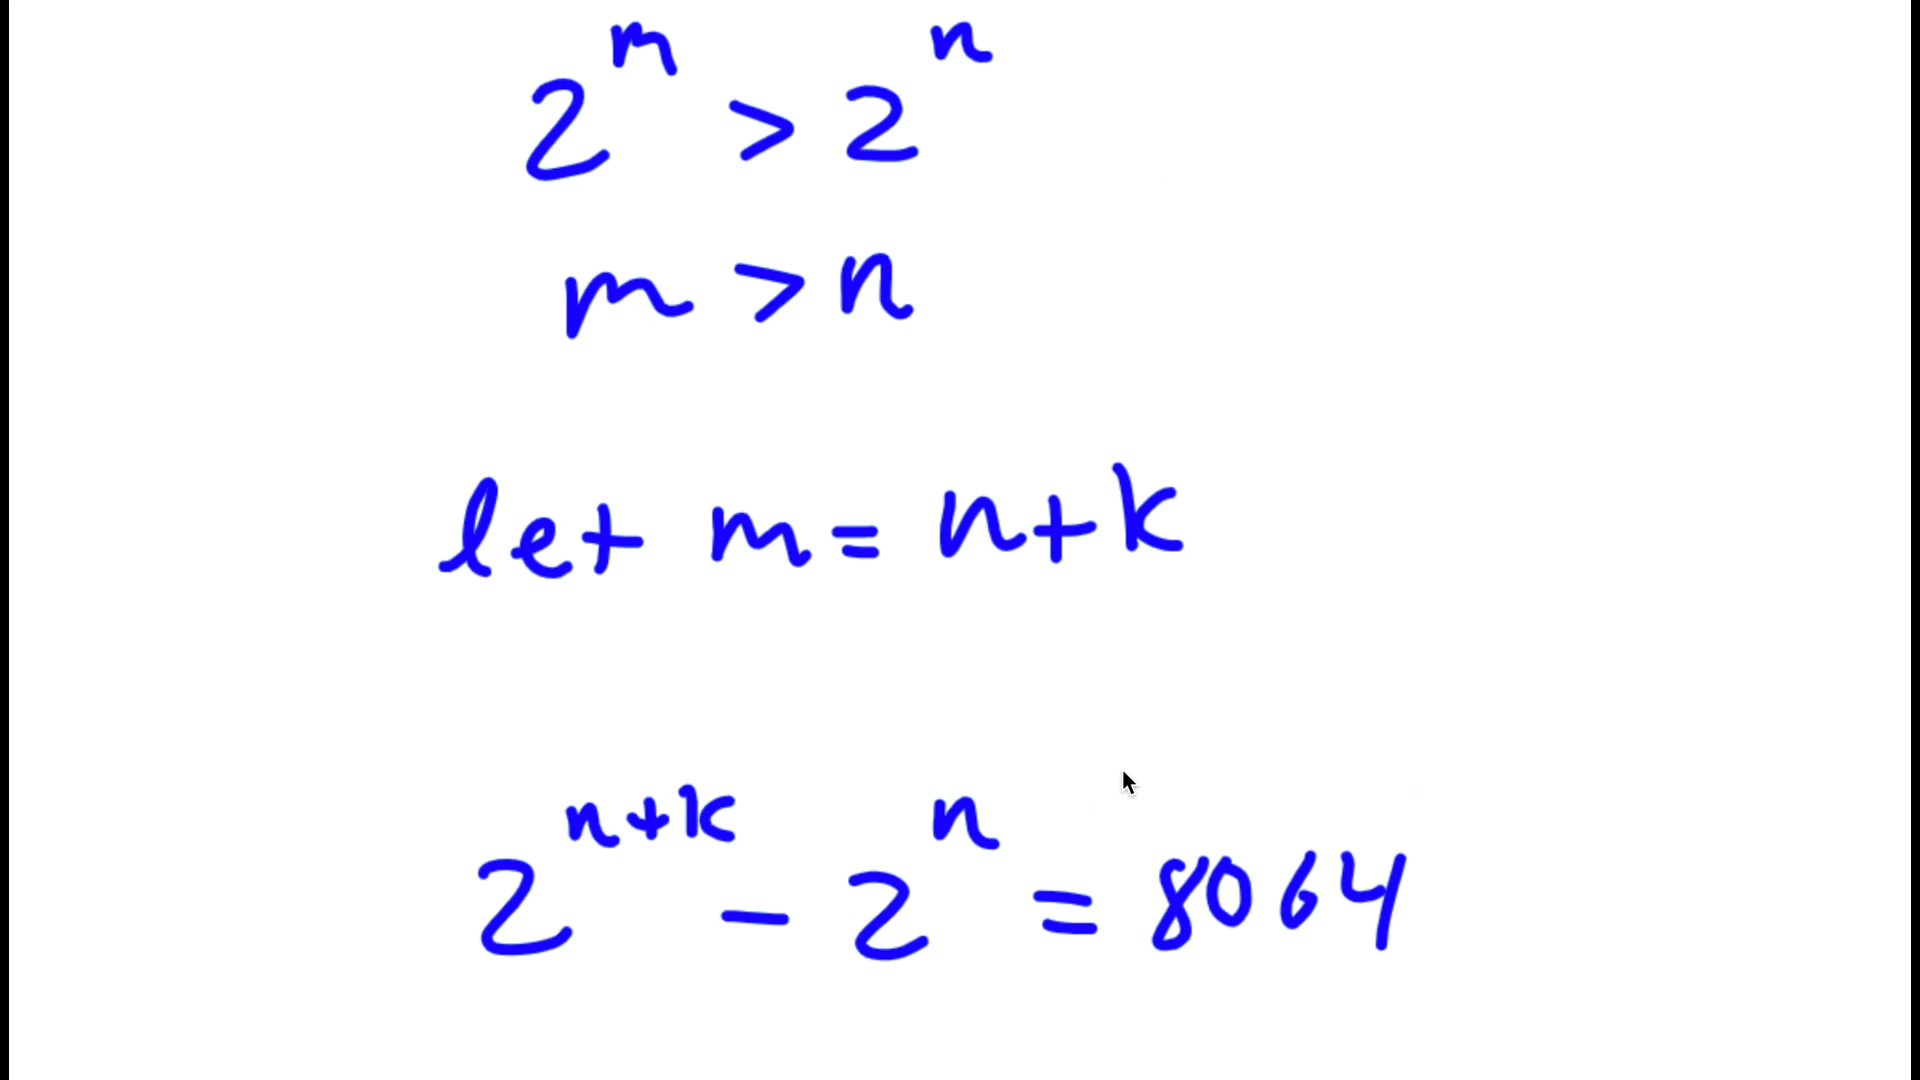 2^m > 2^n
m > n
let m = n+k
2^{n+k} - 2^n = 8064